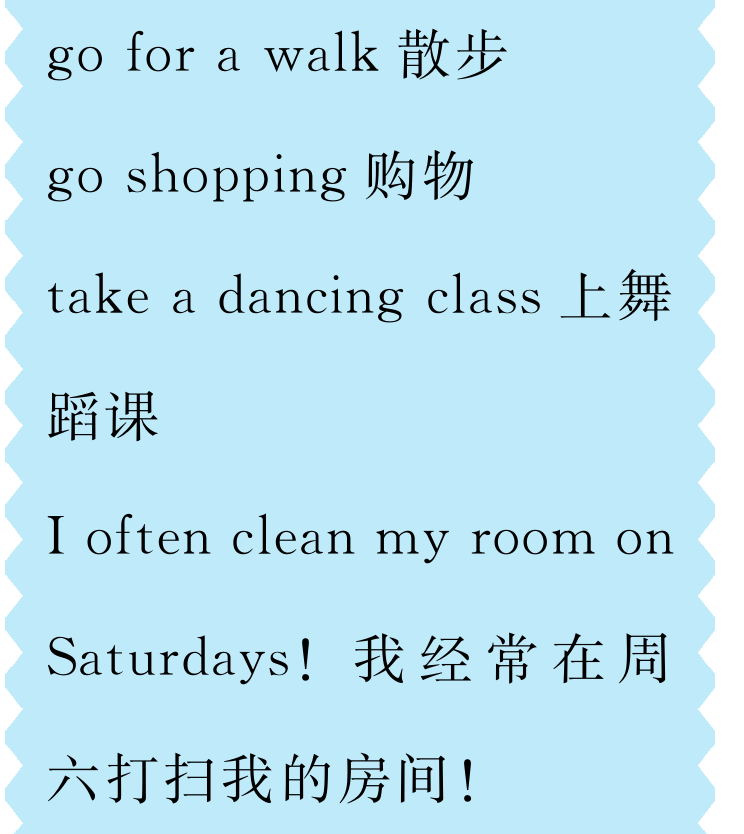 go for a walk 散步
go shopping 购物
take a dancing class 上舞
蹈课
I often clean my room on
Saturdays！我经常在周
六打扫我的房间！